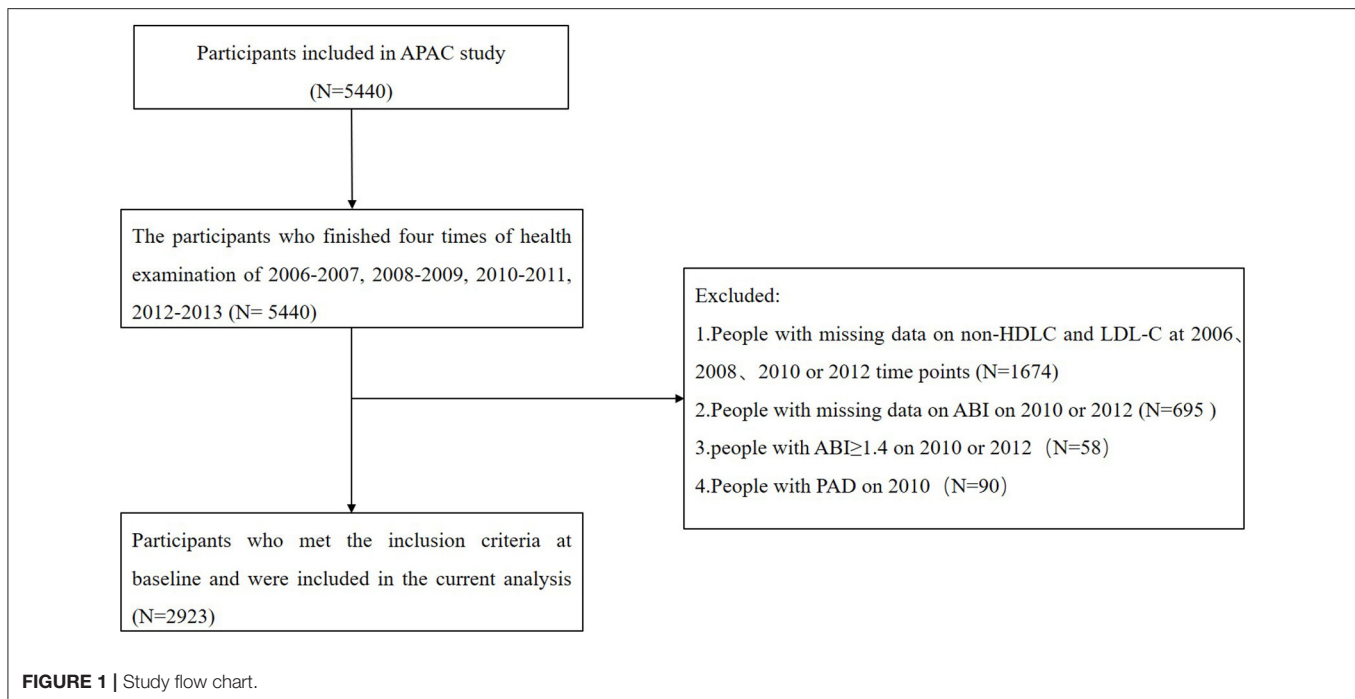 Participants included in APAC study
(N=5440)
The participants who finished four times of health
examination of 2006-2007, 2008-2009, 2010-2011,
2012-2013 (N= 5440)
Excluded:
1.People with missing data on non-HDLC and LDL-C at 2006、
2008、2010 or 2012 time points (N=1674)
2.People with missing data on ABI on 2010 or 2012 (N=695 )
3.people with ABI≥1.4 on 2010 or 2012（N=58）
4.People with PAD on 2010（N=90）
Participants who met the inclusion criteria at
baseline and were included in the current analysis
(N=2923)
FIGURE 1 | Study flow chart.